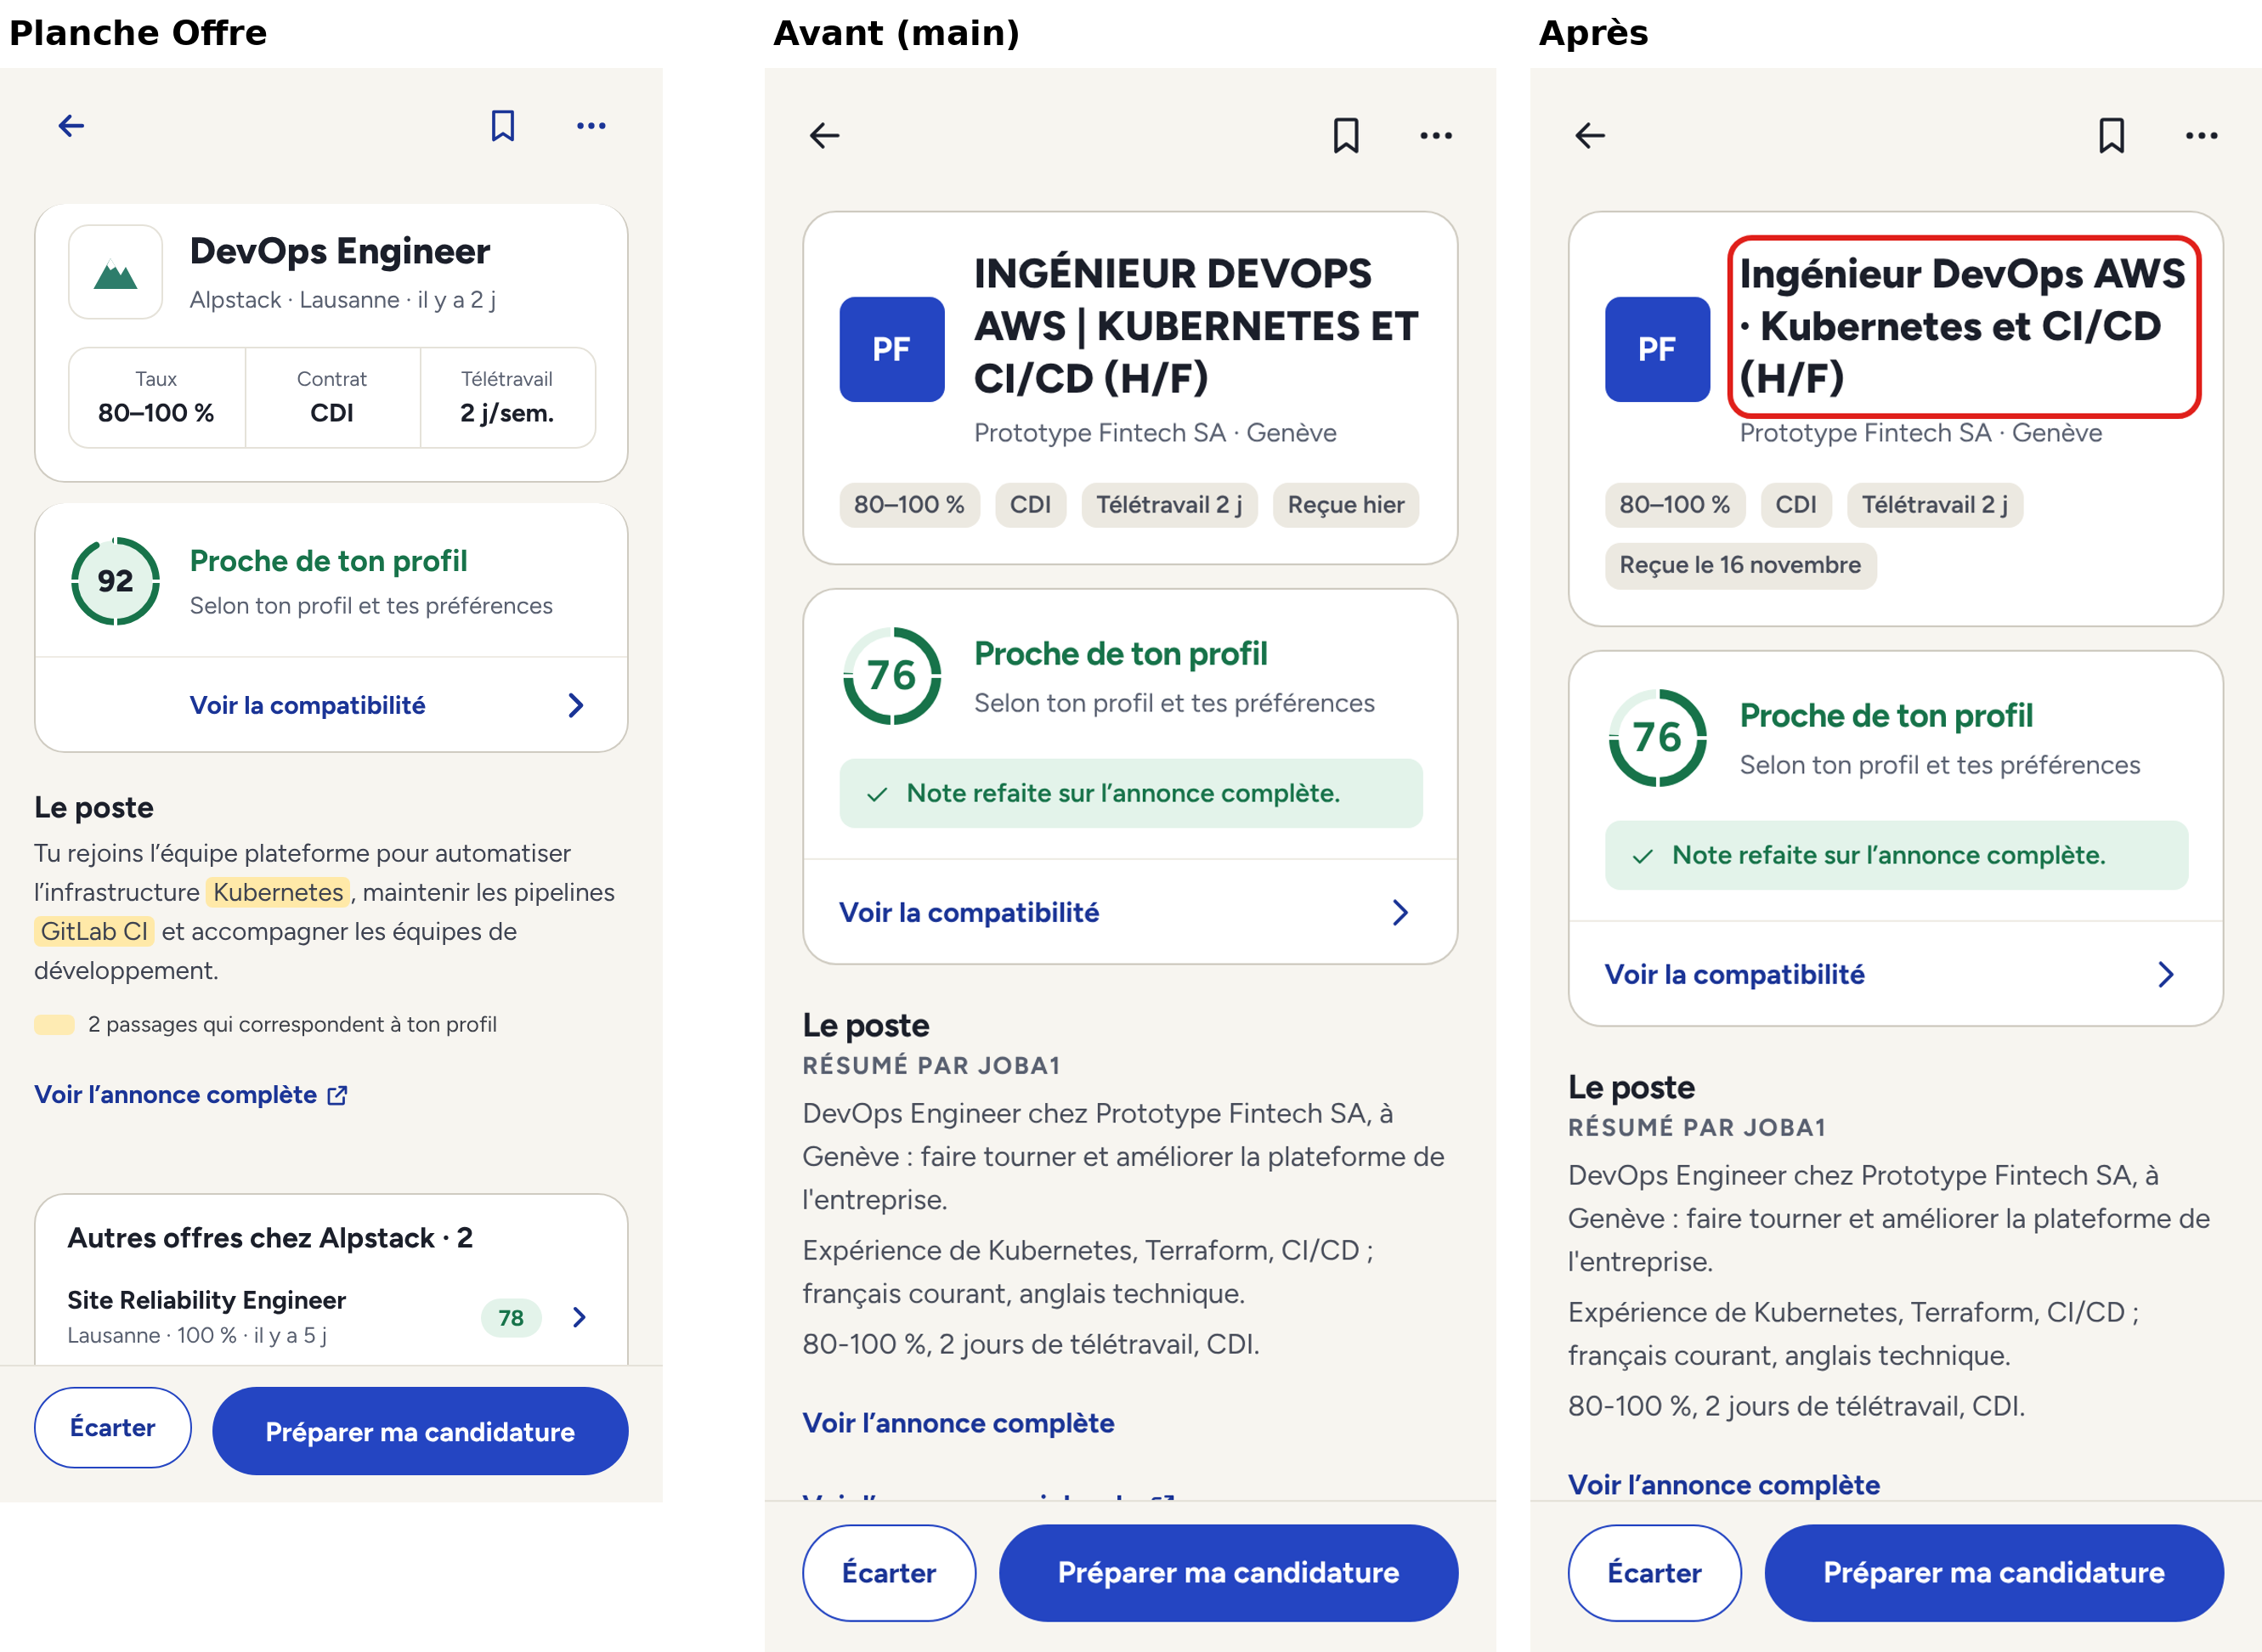 Planche Offre
DevOps Engineer
Alpstack · Lausanne · il y a 2 j
Taux
80–100 %
Contrat
CDI
Télétravail
2 j/sem.
92
Proche de ton profil
Selon ton profil et tes préférences
Voir la compatibilité
Le poste
Tu rejoins l’équipe plateforme pour automatiser
l’infrastructure Kubernetes, maintenir les pipelines
GitLab CI et accompagner les équipes de
développement.
2 passages qui correspondent à ton profil
Voir l’annonce complète
Autres offres chez Alpstack · 2
Site Reliability Engineer
Lausanne · 100 % · il y a 5 j
78
Écarter
Préparer ma candidature
Avant (main)
PF
INGÉNIEUR DEVOPS
AWS | KUBERNETES ET
CI/CD (H/F)
Prototype Fintech SA · Genève
80–100 %
CDI
Télétravail 2 j
Reçue hier
76
Proche de ton profil
Selon ton profil et tes préférences
Note refaite sur l’annonce complète.
Voir la compatibilité
Le poste
RÉSUMÉ PAR JOBA1
DevOps Engineer chez Prototype Fintech SA, à
Genève : faire tourner et améliorer la plateforme de
l'entreprise.
Expérience de Kubernetes, Terraform, CI/CD ;
français courant, anglais technique.
80-100 %, 2 jours de télétravail, CDI.
Voir l’annonce complète
Écarter
Préparer ma candidature
Après
PF
Ingénieur DevOps AWS
· Kubernetes et CI/CD
(H/F)
Prototype Fintech SA · Genève
80–100 %
CDI
Télétravail 2 j
Reçue le 16 novembre
76
Proche de ton profil
Selon ton profil et tes préférences
Note refaite sur l’annonce complète.
Voir la compatibilité
Le poste
RÉSUMÉ PAR JOBA1
DevOps Engineer chez Prototype Fintech SA, à
Genève : faire tourner et améliorer la plateforme de
l'entreprise.
Expérience de Kubernetes, Terraform, CI/CD ;
français courant, anglais technique.
80-100 %, 2 jours de télétravail, CDI.
Voir l’annonce complète
Écarter
Préparer ma candidature